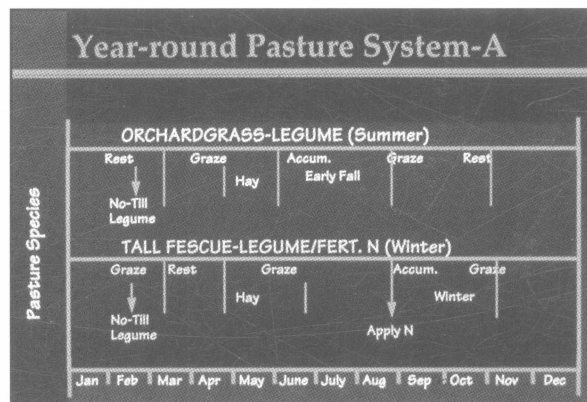 Year-round Pasture System-A
ORCHARDGRASS-LEGUME (Summer)
Rest Graze Accum. Graze Rest
Hay Early Fall
No-Till
Legume
TALL FESCUE-LEGUME/FERT. N (Winter)
Graze Rest Graze Accum. Graze
Hay Winter
No-Till
Legume
Apply N
Pasture Species
Jan Feb Mar Apr May June July Aug Sep Oct Nov Dec